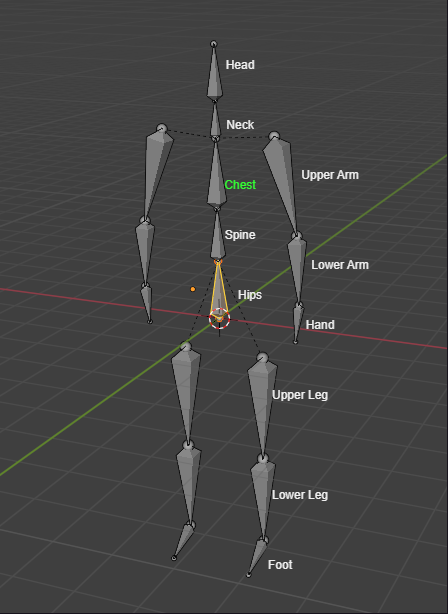 Head
Neck
Chest
Upper Arm
Spine
Lower Arm
Hips
Hand
Upper Leg
Lower Leg
Foot